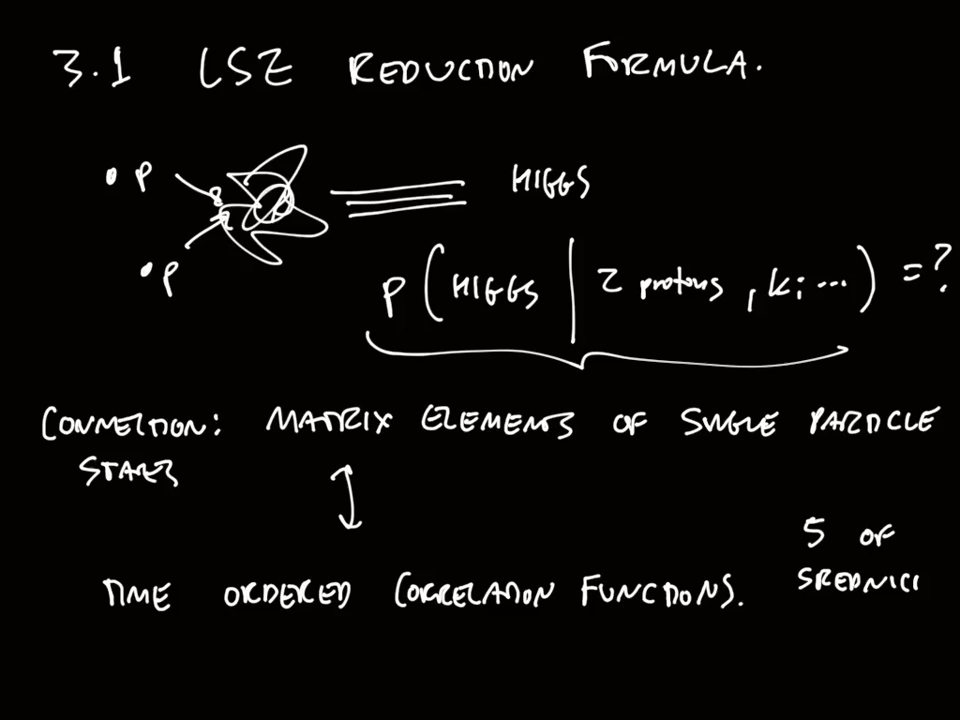 3.1 LSZ REDUCTION FORMULA.
• p
HIGGS
• p
P(HIGGS | 2 protons, ki ...) = ?
CONNECTION: MATRIX ELEMENTS OF SINGLE PARTICLE
STATES
TIME ORDERED CORRELATION FUNCTIONS.
5 OF
SREDNICI